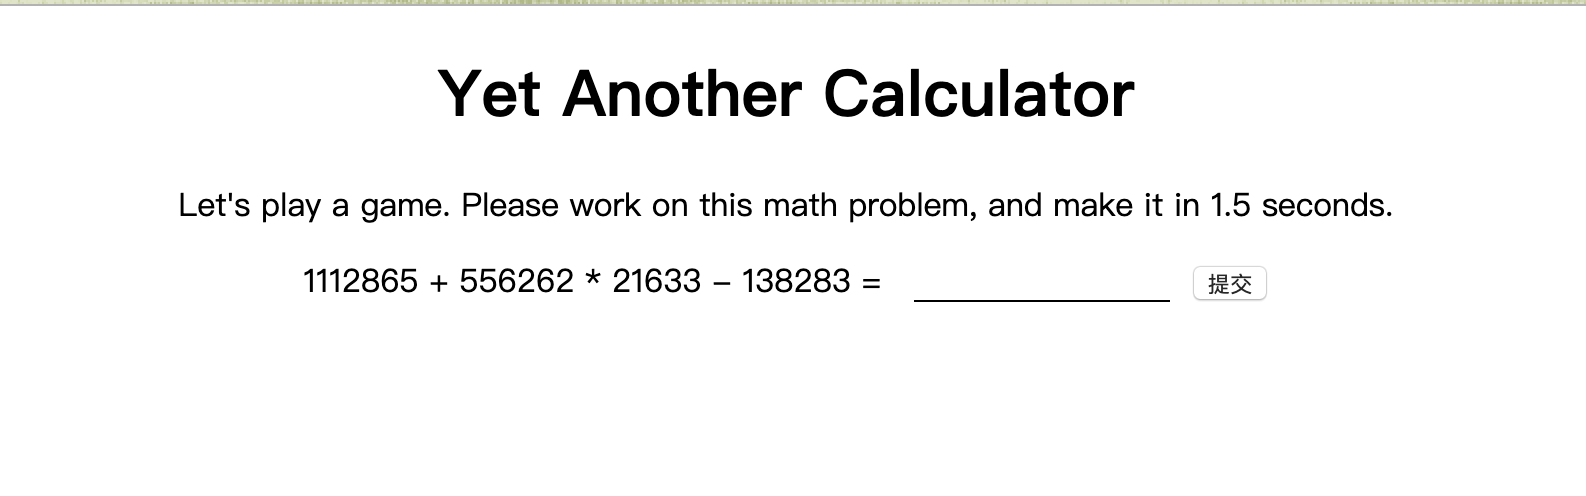 Yet Another Calculator
Let's play a game. Please work on this math problem, and make it in 1.5 seconds.
1112865 + 556262 * 21633 − 138283 = 提交